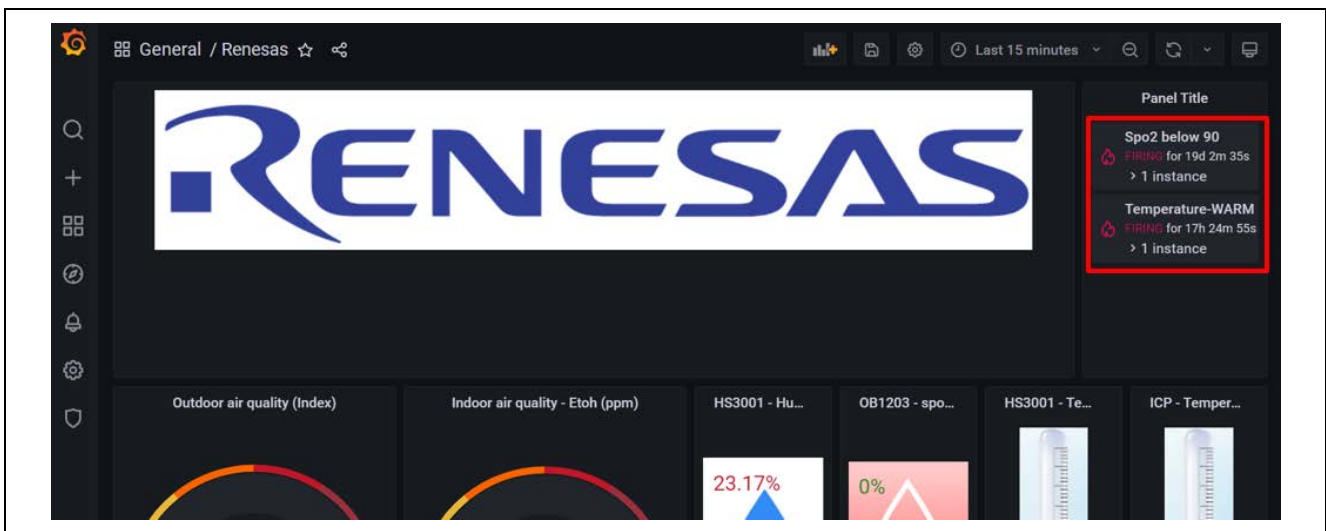 General / Renesas
Last 15 minutes
RENESAS
Panel Title
Spo2 below 90
FIRING for 19d 2m 35s
> 1 instance
Temperature-WARM
FIRING for 17h 24m 55s
> 1 instance
Outdoor air quality (Index)
Indoor air quality - Etoh (ppm)
HS3001 - Hu...
OB1203 - spo...
HS3001 - Te...
ICP - Temper...
23.17%
0%